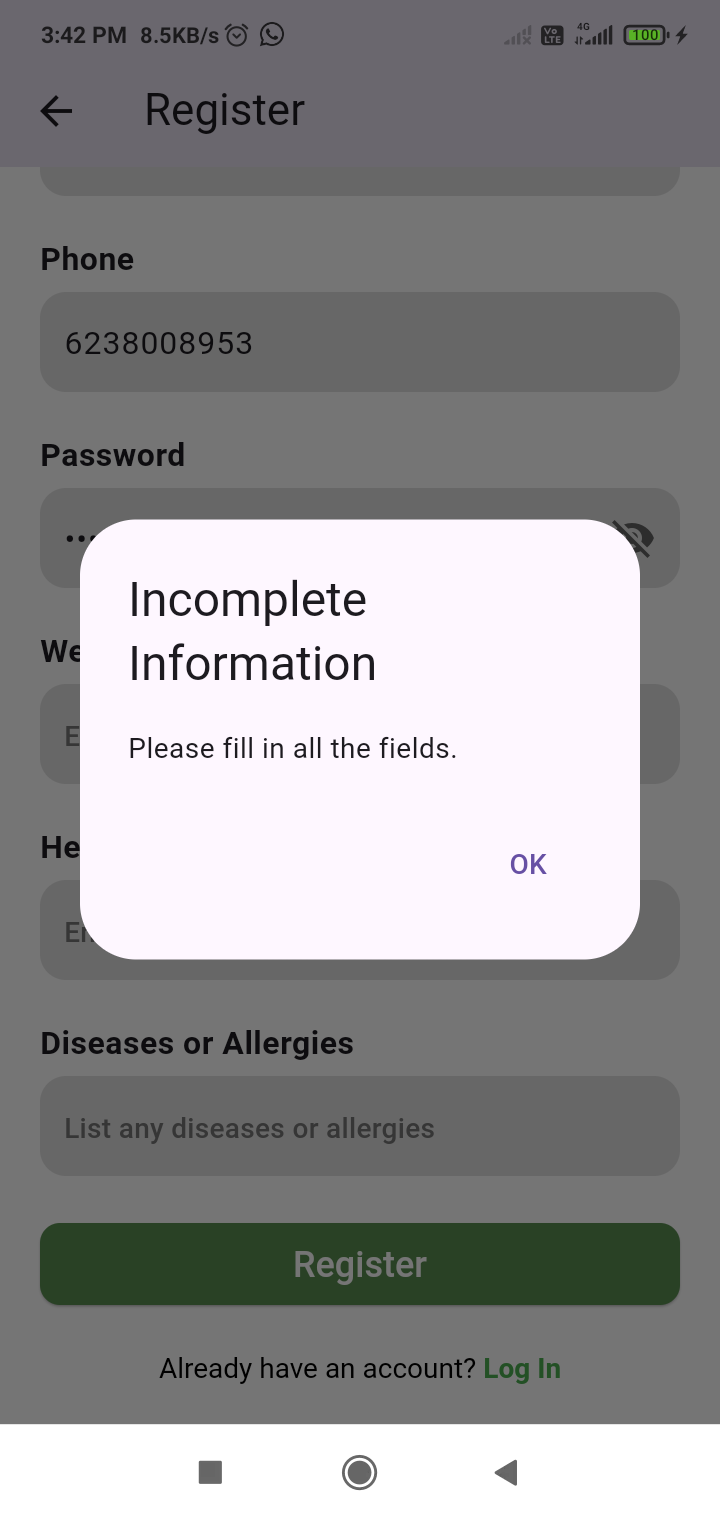 3:42 PM 8.5KB/s Vo LTE 4G 100
Register
Phone
6238008953
Password
We
E
He
Incomplete
Information
Please fill in all the fields.
OK
Diseases or Allergies
List any diseases or allergies
Register
Already have an account? Log In